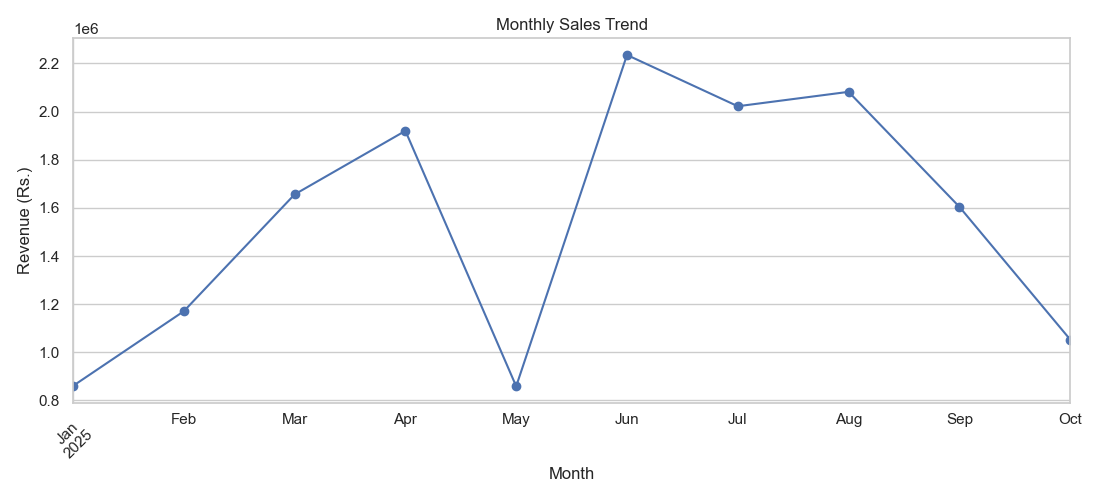 Monthly Sales Trend
1e6
Revenue (Rs.)
2.2
2.0
1.8
1.6
1.4
1.2
1.0
0.8
Jan
2025
Feb
Mar
Apr
May
Jun
Jul
Aug
Sep
Oct
Month